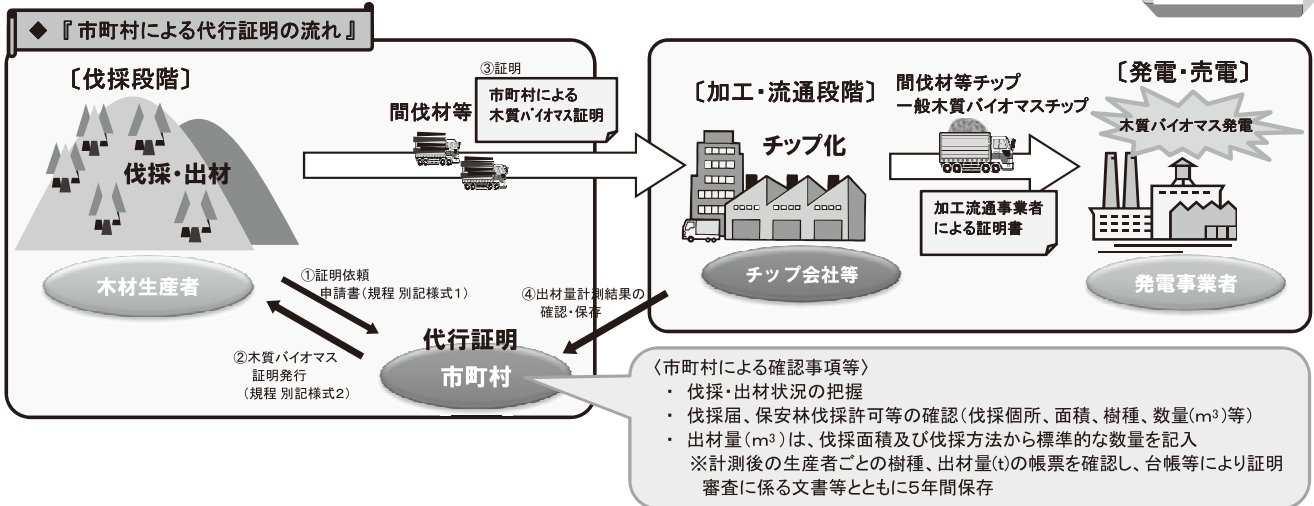 ◆ 『市町村による代行証明の流れ』
〔伐採段階〕
伐採・出材
木材生産者
間伐材等
③証明
市町村による
木質バイオマス証明
①証明依頼
申請書(規程 別記様式1)
②木質バイオマス
証明発行
(規程 別記様式2)
④出材量計測結果の
確認・保存
代行証明
市町村
〔加工・流通段階〕
チップ化
チップ会社等
間伐材等チップ
一般木質バイオマスチップ
加工流通事業者
による証明書
〔発電・売電〕
木質バイオマス発電
発電事業者
〈市町村による確認事項等〉
・ 伐採・出材状況の把握
・ 伐採届、保安林伐採許可等の確認(伐採個所、面積、樹種、数量(m³)等)
・ 出材量(m³)は、伐採面積及び伐採方法から標準的な数量を記入
※計測後の生産者ごとの樹種、出材量(t)の帳票を確認し、台帳等により証明
審査に係る文書等とともに5年間保存